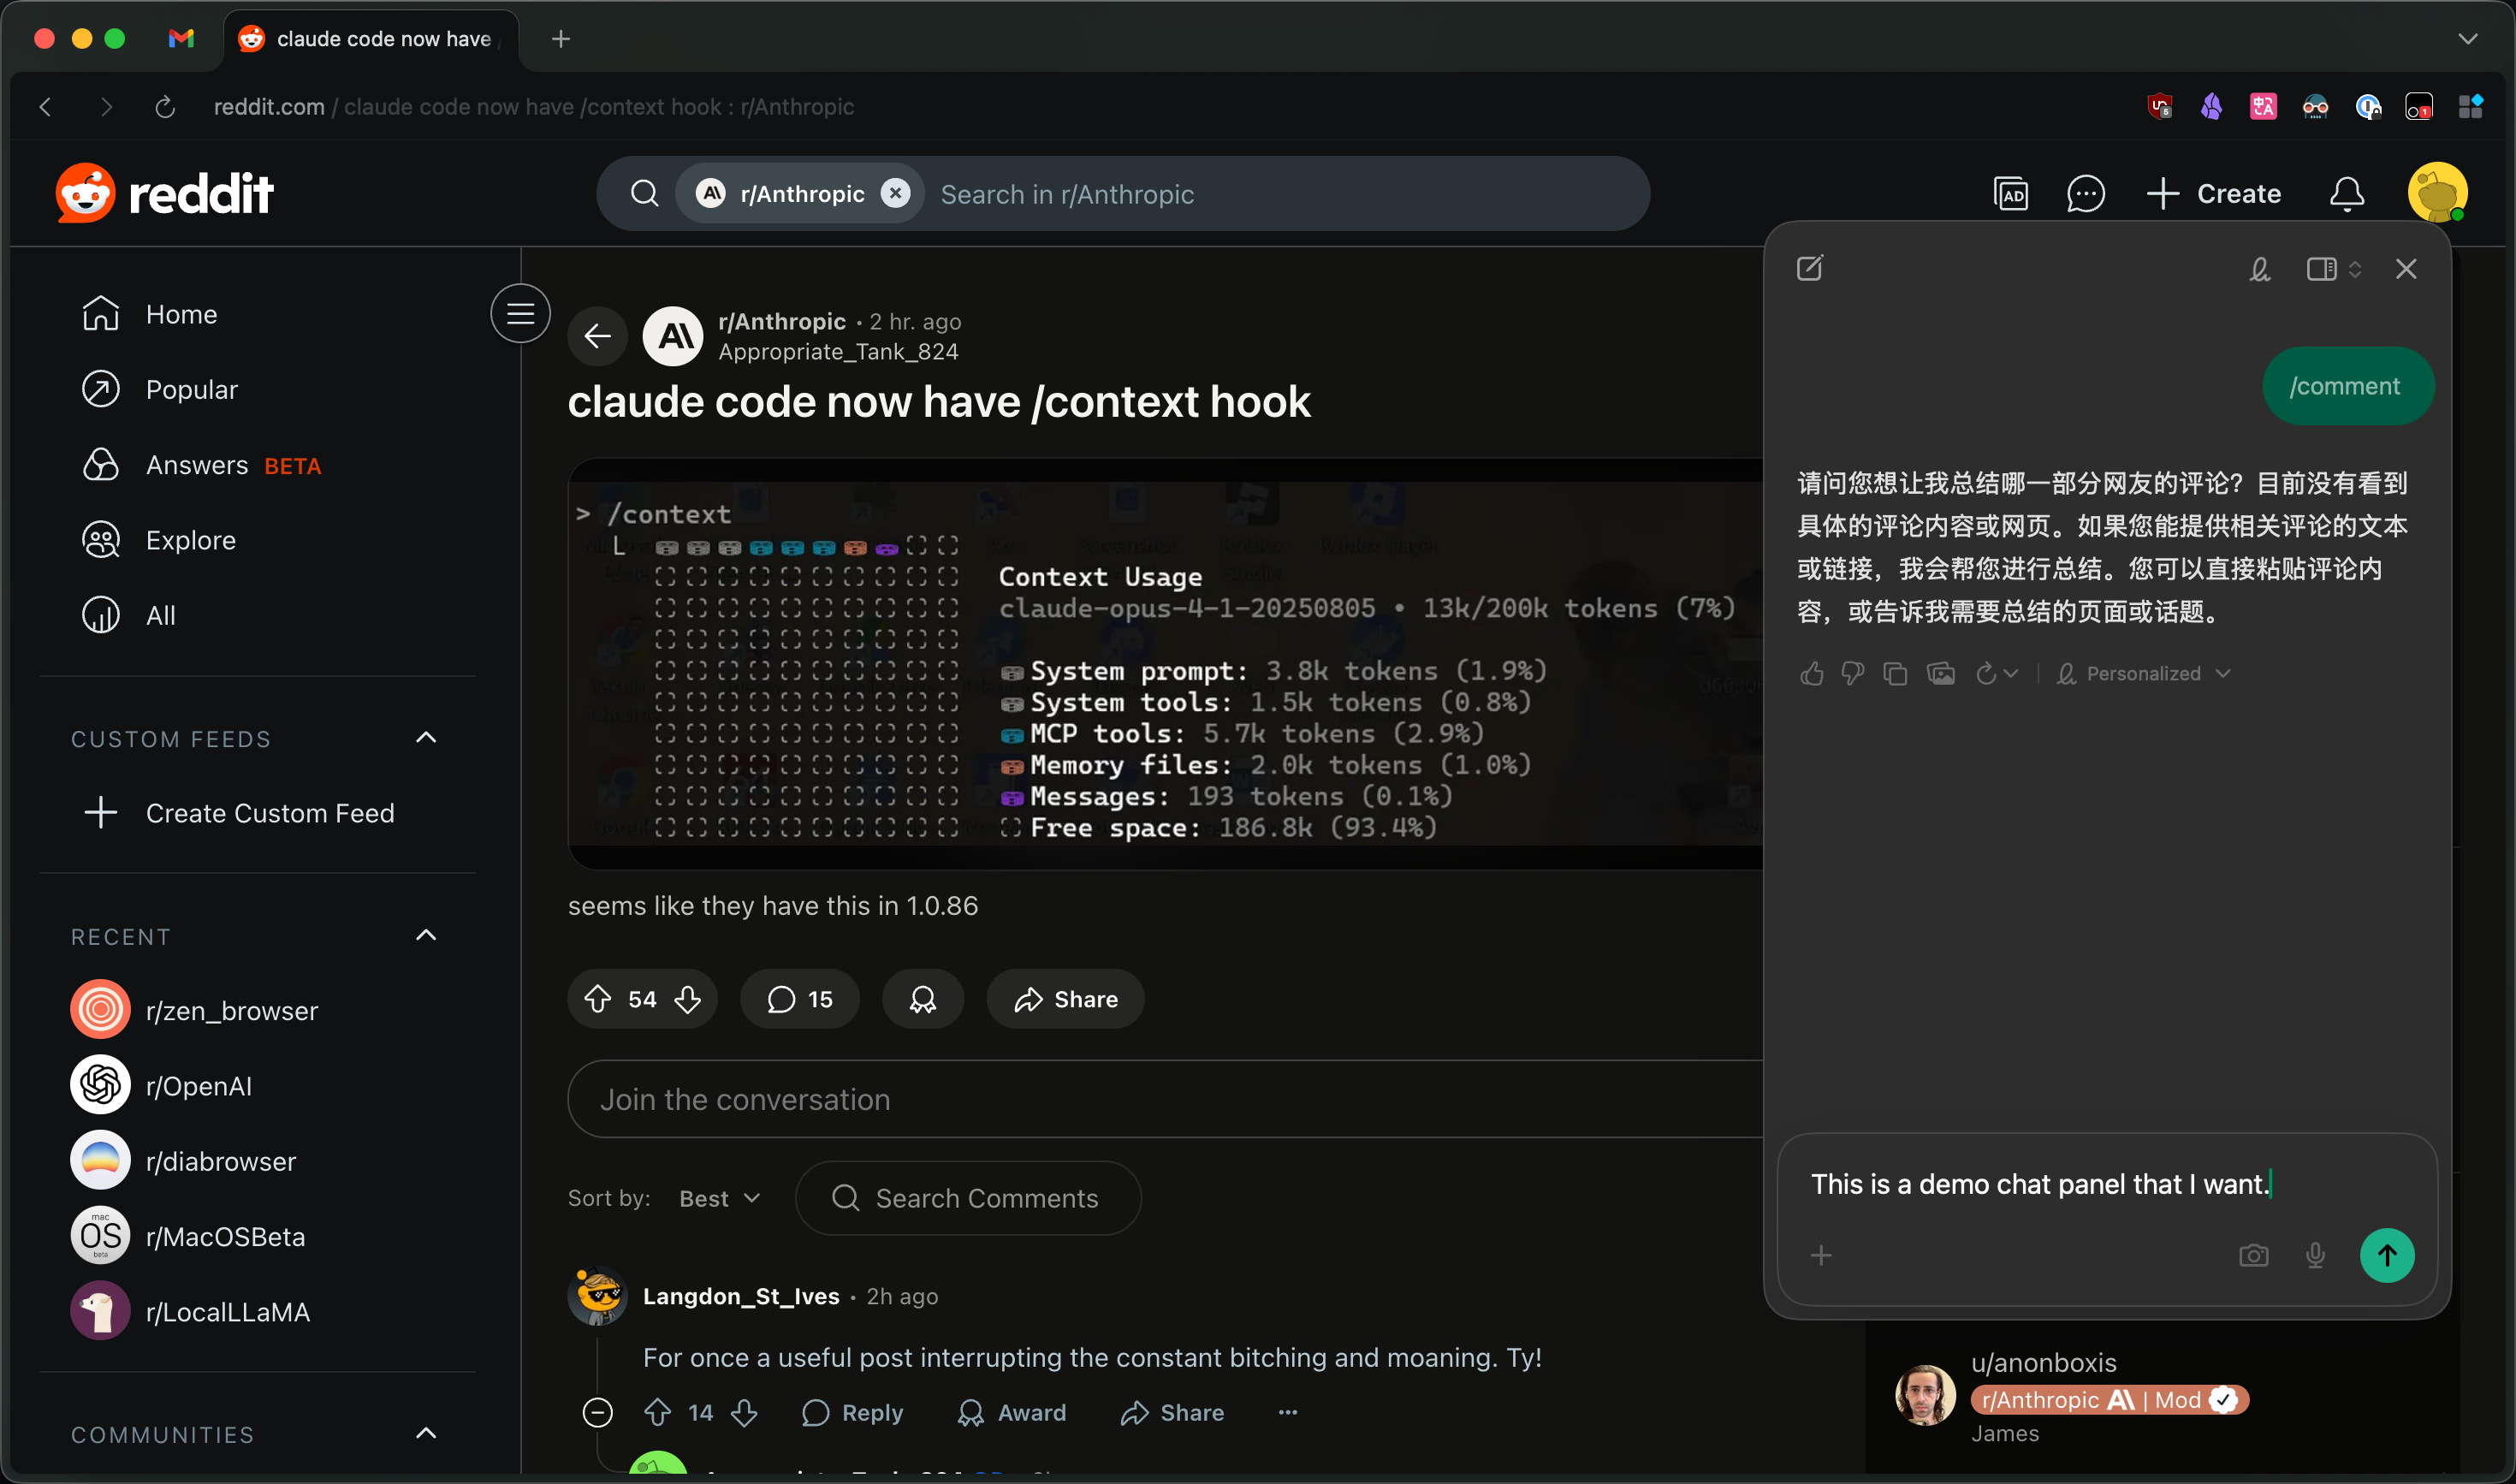 claude code now have /
reddit.com / claude code now have /context hook : r/Anthropic
reddit
r/Anthropic
Search in r/Anthropic
AD
Create
Home
Popular
Answers BETA
Explore
All
CUSTOM FEEDS
Create Custom Feed
RECENT
r/zen_browser
r/OpenAI
r/diabrowser
mac
OS
beta
r/MacOSBeta
r/LocalLLaMA
COMMUNITIES
r/Anthropic • 2 hr. ago
Appropriate_Tank_824
claude code now have /context hook
> /context
Context Usage
claude-opus-4-1-20250805 • 13k/200k tokens (7%)
System prompt: 3.8k tokens (1.9%)
System tools: 1.5k tokens (0.8%)
MCP tools: 5.7k tokens (2.9%)
Memory files: 2.0k tokens (1.0%)
Messages: 193 tokens (0.1%)
Free space: 186.8k (93.4%)
seems like they have this in 1.0.86
54
15
Share
Join the conversation
Sort by: Best
Search Comments
Langdon_St_Ives • 2h ago
For once a useful post interrupting the constant bitching and moaning. Ty!
14
Reply
Award
Share
/comment
请问您想让我总结哪一部分网友的评论？目前没有看到
具体的评论内容或网页。如果您能提供相关评论的文本
或链接，我会帮您进行总结。您可以直接粘贴评论内
容，或告诉我需要总结的页面或话题。
Personalized
This is a demo chat panel that I want.
u/anonboxis
r/Anthropic A\ | Mod
James